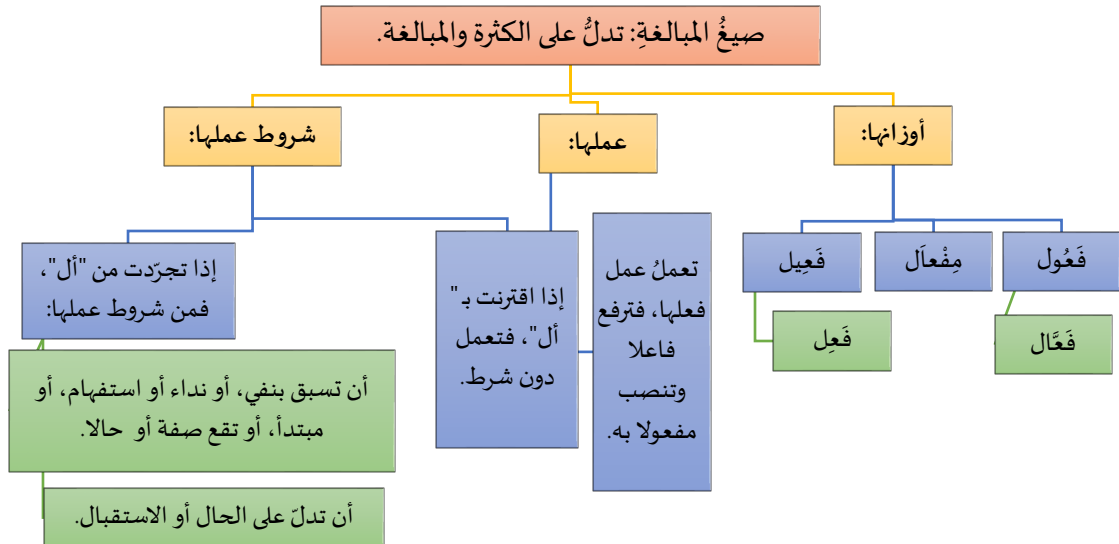 صيغُ المبالغةِ: تدلُّ على الكثرة والمبالغة.
أوزانها:
عملها:
شروط عملها:
فَعُول
مِفْعاَل
فَعِيل
فَعَّال
فَعِل
تعملُ عمل
فعلها، فترفع
فاعلا
وتنصب
مفعولا به.
إذا اقترنت بـ "
أل"، فتعمل
دون شرط.
إذا تجرّدت من "أل"،
فمن شروط عملها:
أن تسبق بنفي، أو نداء أو استفهام، أو
مبتدأ، أو تقع صفة أو حالا.
أن تدلّ على الحال أو الاستقبال.